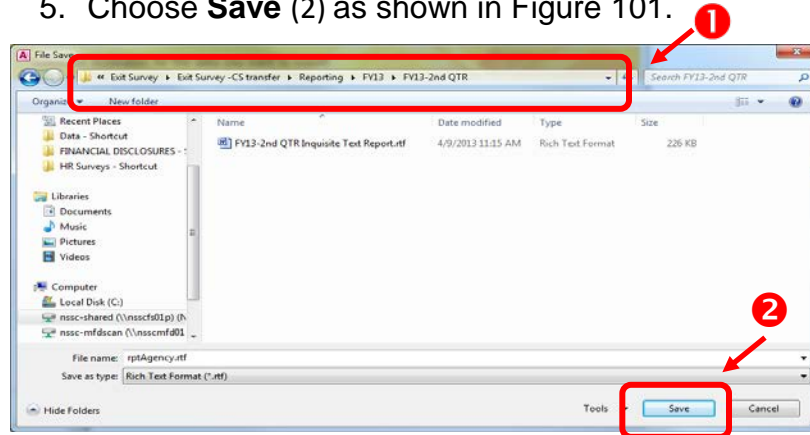 5. Choose Save (2) as shown in Figure 101.
1
File Save
« Exit Survey ▸ Exit Survey -CS transfer ▸ Reporting ▸ FY13 ▸ FY13-2nd QTR
Search FY13-2nd QTR
Organize New folder
Recent Places
Data - Shortcut
FINANCIAL DISCLOSURES -
HR Surveys - Shortcut
Name Date modified Type Size
FY13-2nd QTR Inquisite Text Report.rtf 4/9/2013 11:15 AM Rich Text Format 226 KB
Libraries
Documents
Music
Pictures
Videos
Computer
Local Disk (C:)
nssc-shared (\\nsscfs01p) (N
nssc-mfdscan (\\nsscmfd01
2
File name: rptAgency.rtf
Save as type: Rich Text Format (*.rtf)
Hide Folders
Tools Save Cancel